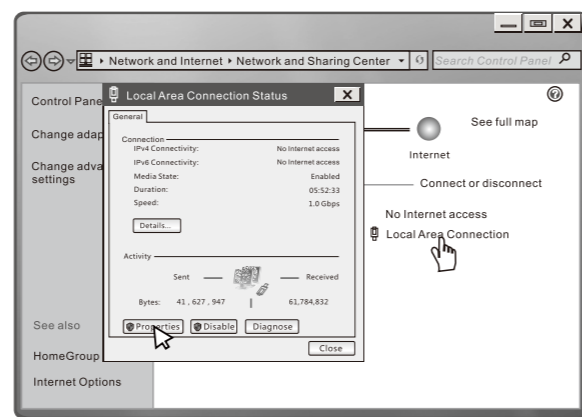 Network and Internet Network and Sharing Center Search Control Panel
Control Pane
Change adap
Change adva
settings
See also
HomeGroup
Internet Options
Local Area Connection Status
General
Connection
IPv4 Connectivity: No Internet access
IPv6 Connectivity: No Internet access
Media State: Enabled
Duration: 05:52:33
Speed: 1.0 Gbps
Details...
Activity
Sent Received
Bytes: 41 , 627 , 947 61,784,832
Properties Disable Diagnose
Close
See full map
Internet
Connect or disconnect
No Internet access
Local Area Connection